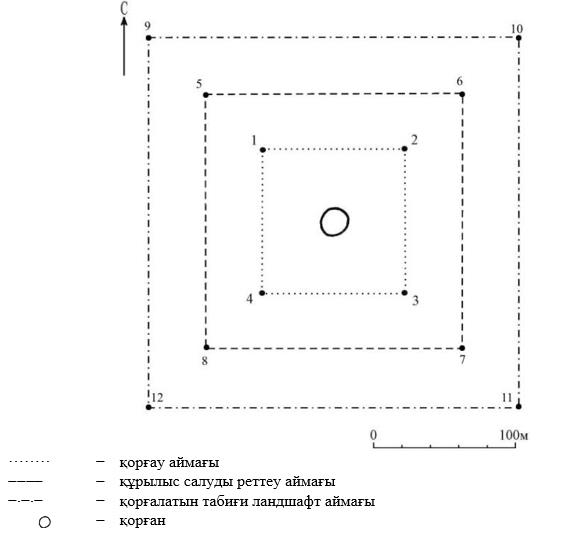 С
9 10
5 6
1 2
4 3
8 7
12 11
0 100м
........ – қорғау аймағы
–––– – құрылыс салуды реттеу аймағы
–·–·– – қорғалатын табиғи ландшафт аймағы
– қорған